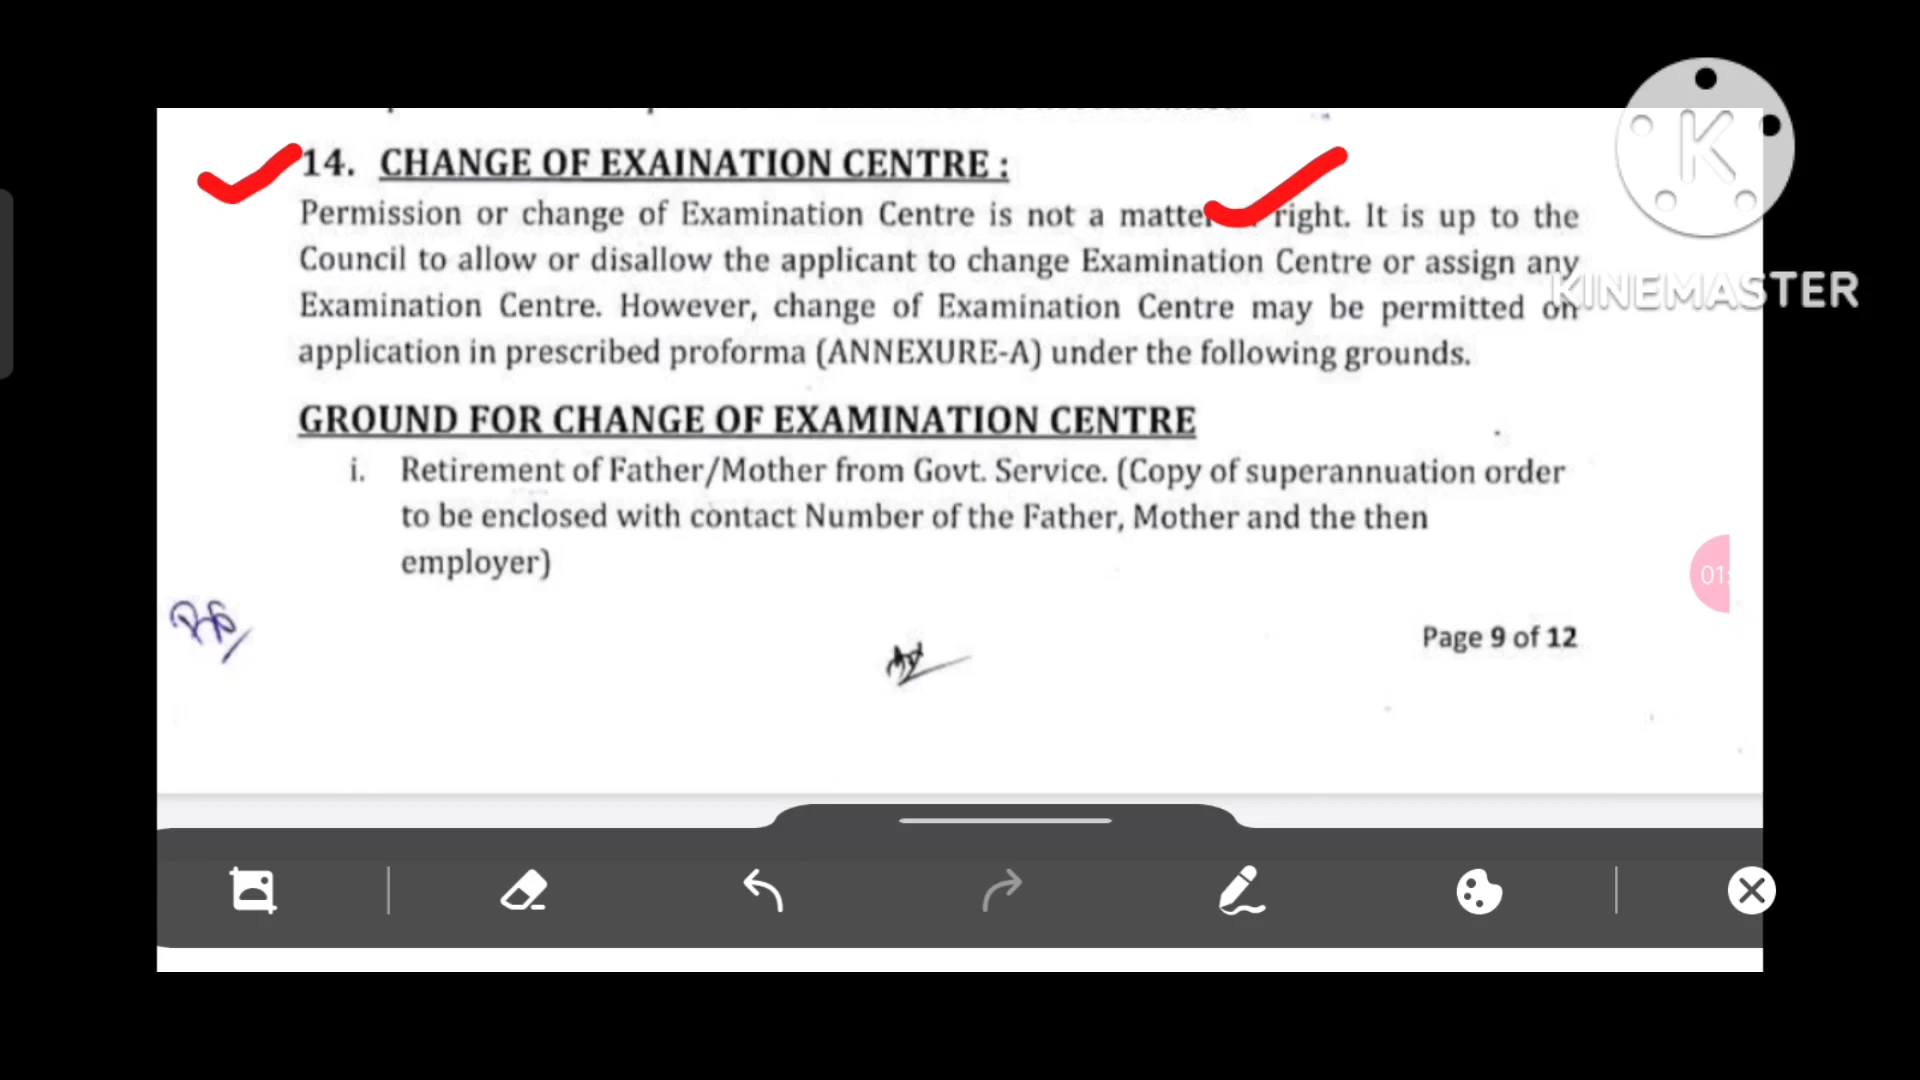 14. CHANGE OF EXAINATION CENTRE :
Permission or change of Examination Centre is not a matter right. It is up to the
Council to allow or disallow the applicant to change Examination Centre or assign any
Examination Centre. However, change of Examination Centre may be permitted on
application in prescribed proforma (ANNEXURE-A) under the following grounds.
GROUND FOR CHANGE OF EXAMINATION CENTRE
i. Retirement of Father/Mother from Govt. Service. (Copy of superannuation order
to be enclosed with contact Number of the Father, Mother and the then
employer)
Page 9 of 12
K
KINEMASTER
01: